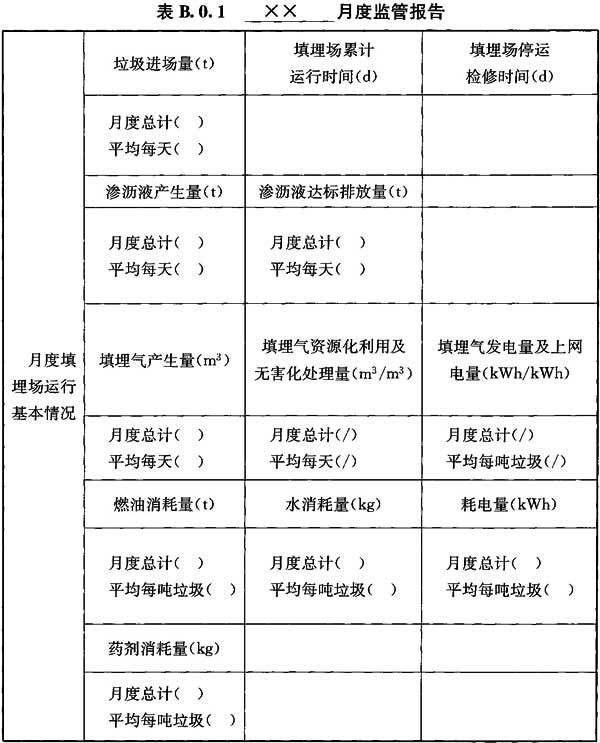 表 B.0.1 ×× 月度监管报告
垃圾进场量(t)
填埋场累计
运行时间(d)
填埋场停运
检修时间(d)
月度总计( )
平均每天( )
渗沥液产生量(t)
渗沥液达标排放量(t)
月度总计( )
平均每天( )
月度总计( )
平均每天( )
月度填
埋场运行
基本情况
填埋气产生量(m³)
填埋气资源化利用及
无害化处理量(m³/m³)
填埋气发电量及上网
电量(kWh/kWh)
月度总计( )
平均每天( )
月度总计(/)
平均每天(/)
月度总计(/)
平均每吨垃圾(/)
燃油消耗量(t)
水消耗量(kg)
耗电量(kWh)
月度总计( )
平均每吨垃圾( )
月度总计( )
平均每吨垃圾( )
月度总计( )
平均每吨垃圾( )
药剂消耗量(kg)
月度总计( )
平均每吨垃圾( )